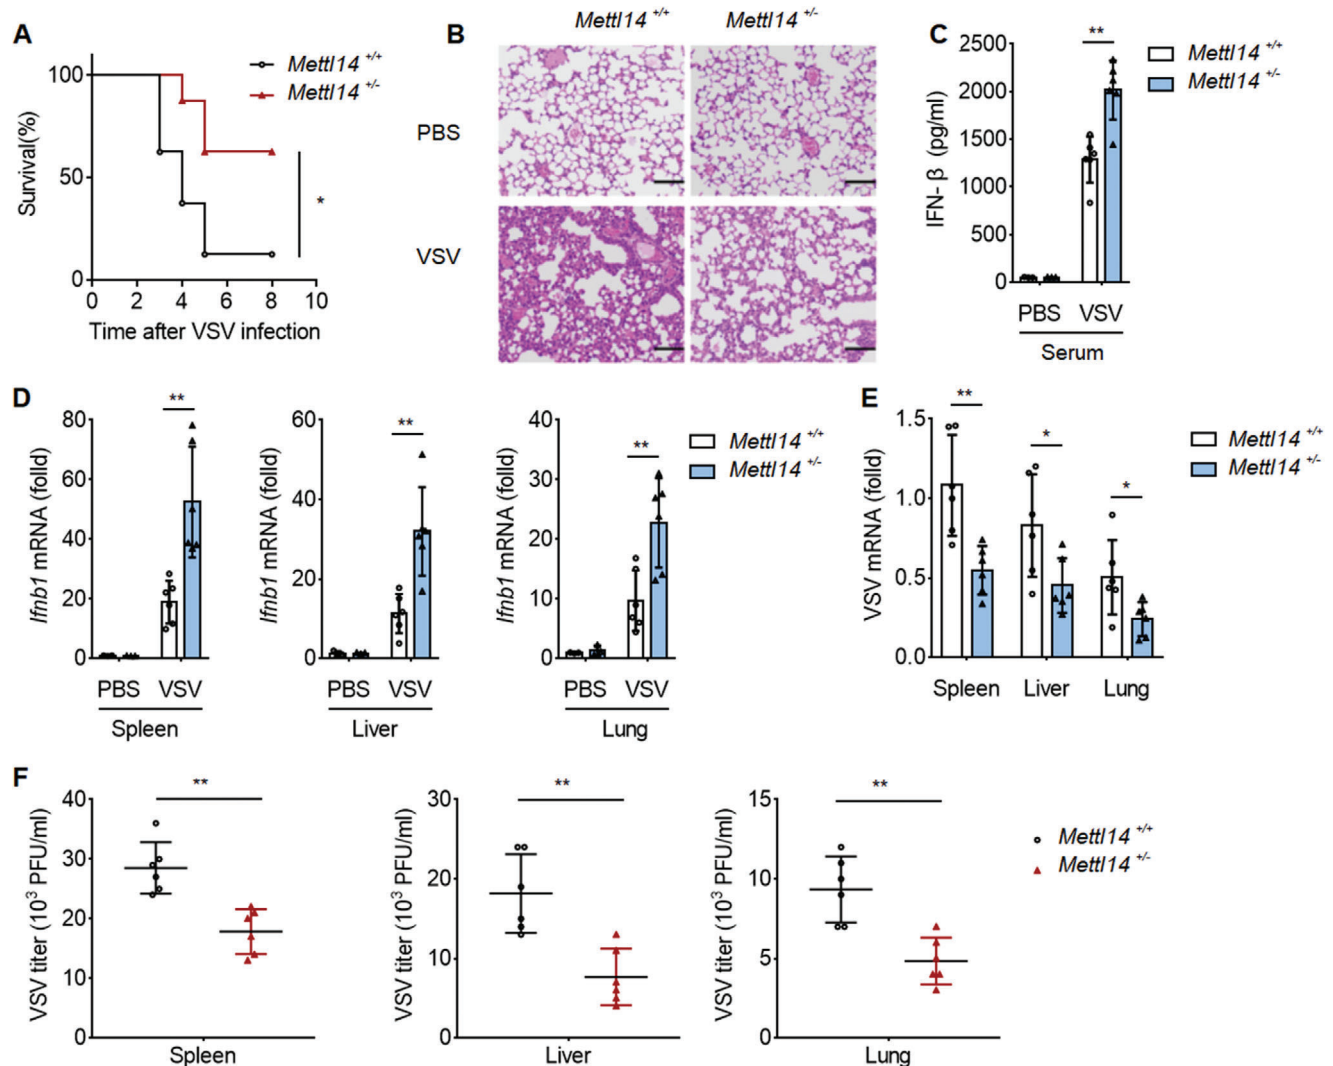 A
Mettl14 +/+
Mettl14 +/-
Survival(%)
100
50
0
0 2 4 6 8 10
Time after VSV infection
*
B
Mettl14 +/+ Mettl14 +/-
PBS
VSV
C
Mettl14 +/+
Mettl14 +/-
IFN- β (pg/ml)
2500
2000
1500
1000
500
0
**
PBS VSV
Serum
D
Ifnb1 mRNA (folld)
80
60
40
20
0
**
PBS VSV
Spleen
Ifnb1 mRNA (folld)
60
40
20
0
**
PBS VSV
Liver
Ifnb1 mRNA (folld)
40
30
20
10
0
**
PBS VSV
Lung
Mettl14 +/+
Mettl14 +/-
E
VSV mRNA (folld)
1.5
1.0
0.5
0.0
**
*
*
Spleen Liver Lung
Mettl14 +/+
Mettl14 +/-
F
VSV titer (10³ PFU/ml)
40
30
20
10
0
**
Spleen
VSV titer (10³ PFU/ml)
30
20
10
0
**
Liver
VSV titer (10³ PFU/ml)
15
10
5
0
**
Lung
Mettl14 +/+
Mettl14 +/-